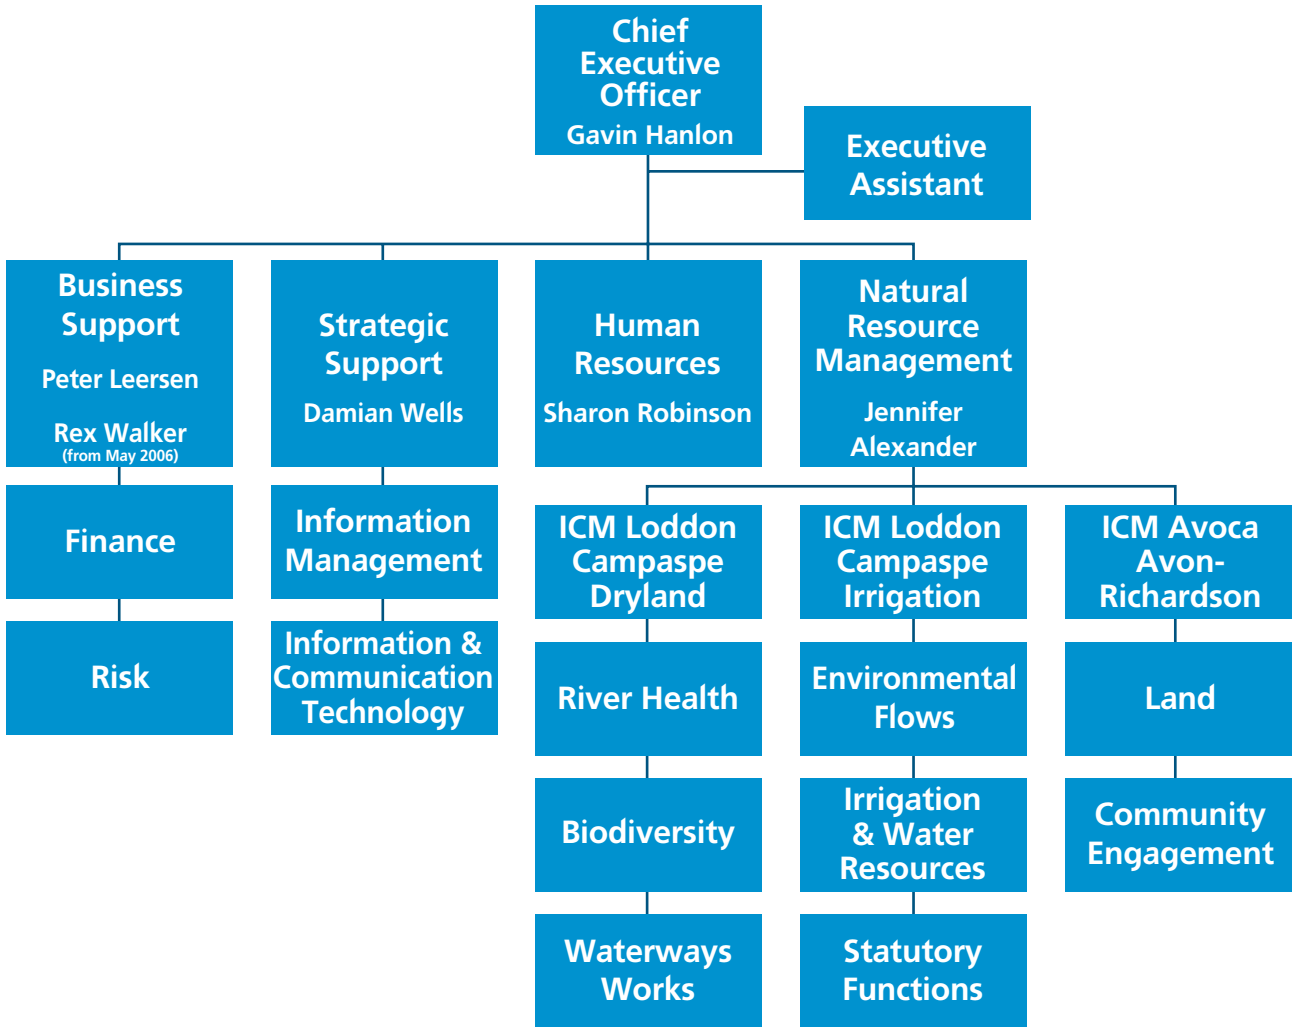 Chief
Executive
Officer
Gavin Hanlon
Executive
Assistant
Business
Support
Peter Leersen
Rex Walker
(from May 2006)
Strategic
Support
Damian Wells
Human
Resources
Sharon Robinson
Natural
Resource
Management
Jennifer
Alexander
Finance
Risk
Information
Management
Information &
Communication
Technology
ICM Loddon
Campaspe
Dryland
River Health
Biodiversity
Waterways
Works
ICM Loddon
Campaspe
Irrigation
Environmental
Flows
Irrigation
& Water
Resources
Statutory
Functions
ICM Avoca
Avon-
Richardson
Land
Community
Engagement